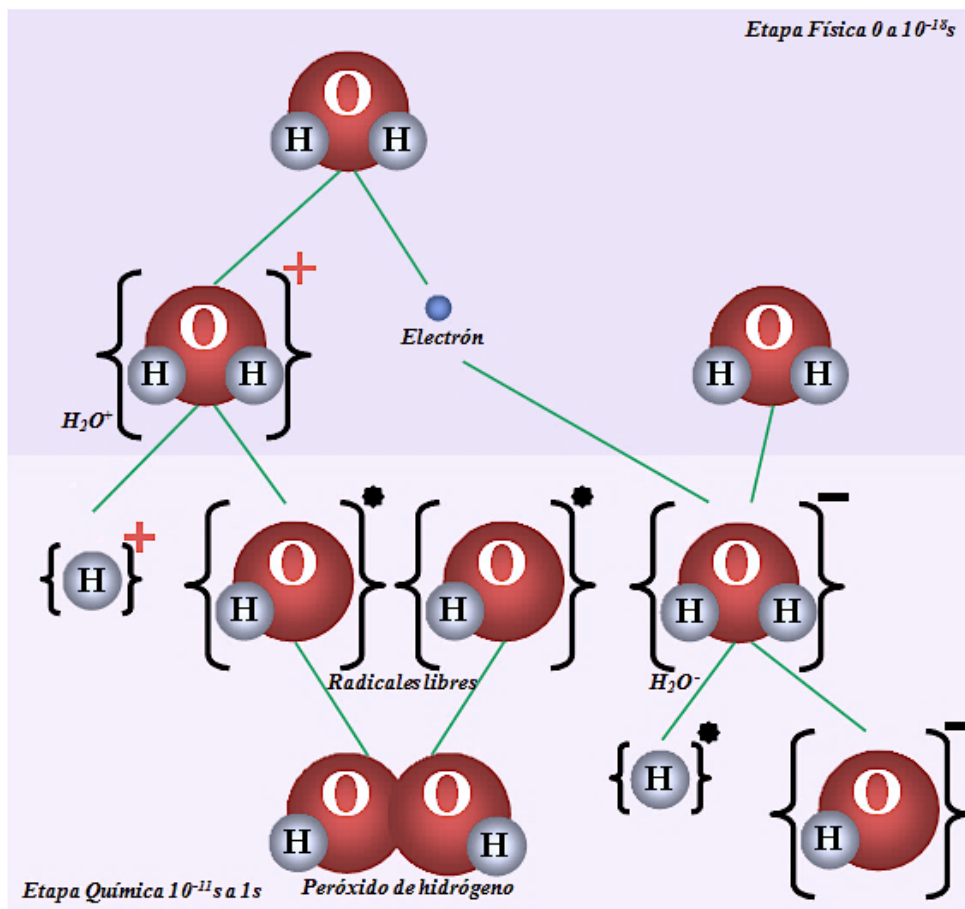 Etapa Física 0 a 10⁻¹⁸s
O
H H
+
O
H H
H₂O⁺
Electrón
O
H H
H
+
O
H
O
H
Radicales libres
O
H H
H₂O⁻
H
O
H
O O
H H
Peróxido de hidrógeno
Etapa Química 10⁻¹¹s a 1s